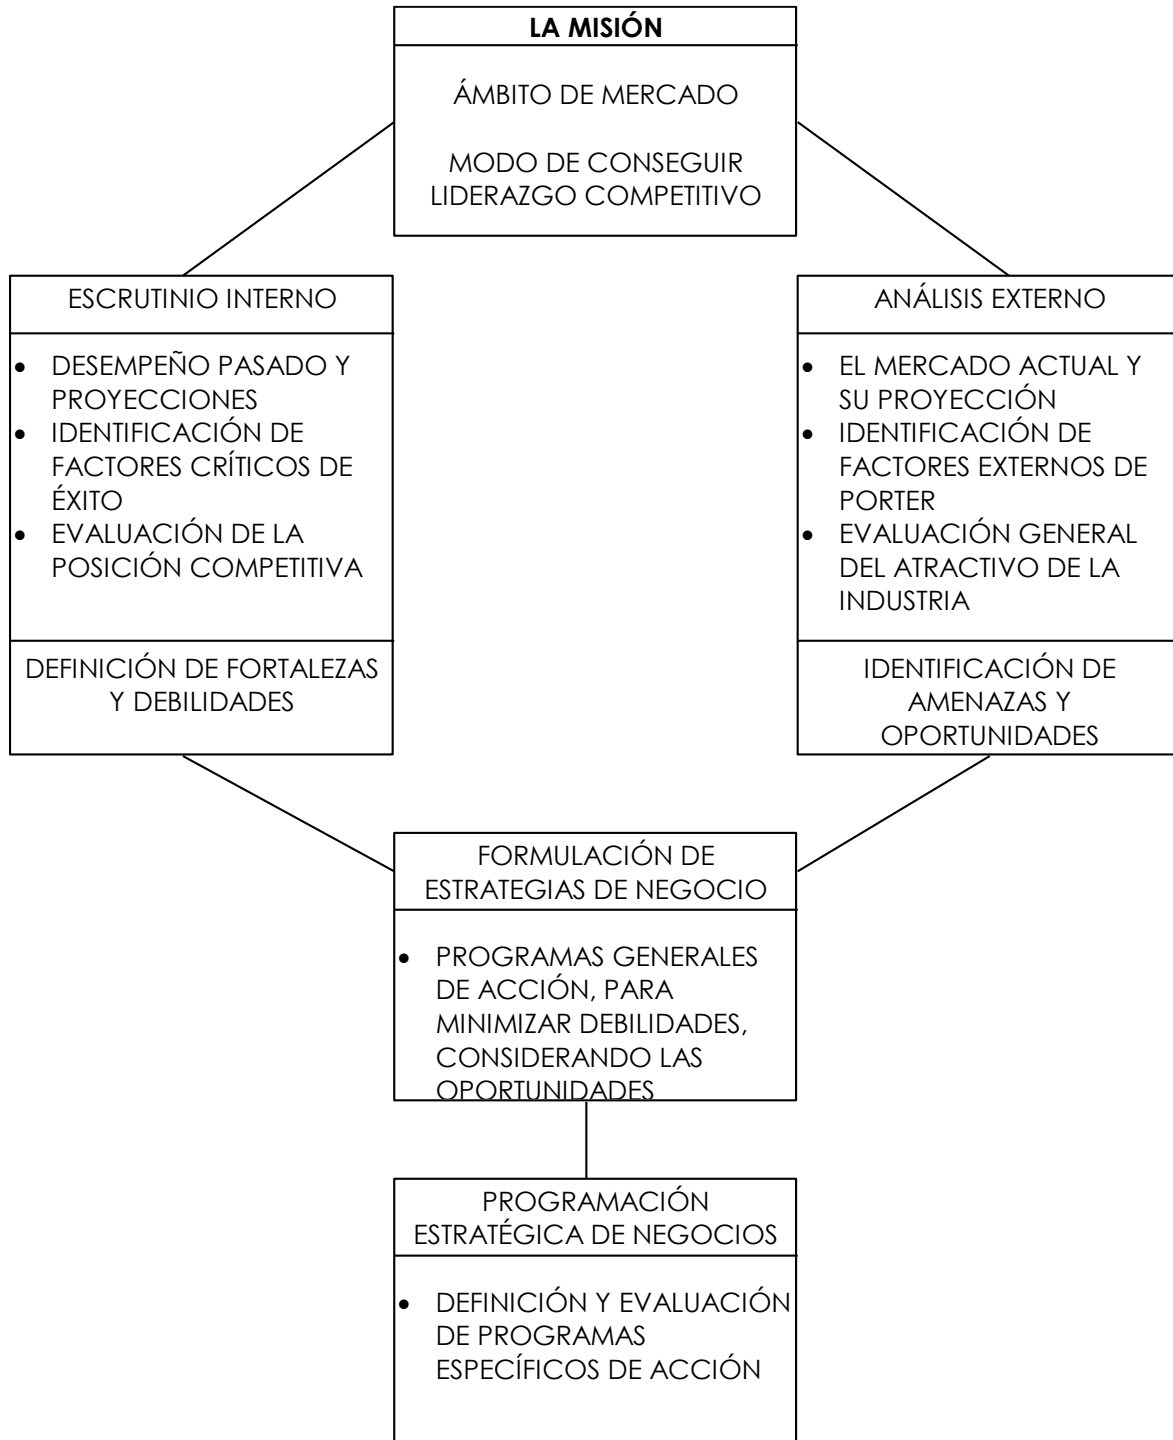 LA MISIÓN
ÁMBITO DE MERCADO
MODO DE CONSEGUIR
LIDERAZGO COMPETITIVO
ESCRUTINIO INTERNO
• DESEMPEÑO PASADO Y
PROYECCIONES
• IDENTIFICACIÓN DE
FACTORES CRÍTICOS DE
ÉXITO
• EVALUACIÓN DE LA
POSICIÓN COMPETITIVA
DEFINICIÓN DE FORTALEZAS
Y DEBILIDADES
ANÁLISIS EXTERNO
• EL MERCADO ACTUAL Y
SU PROYECCIÓN
• IDENTIFICACIÓN DE
FACTORES EXTERNOS DE
PORTER
• EVALUACIÓN GENERAL
DEL ATRACTIVO DE LA
INDUSTRIA
IDENTIFICACIÓN DE
AMENAZAS Y
OPORTUNIDADES
FORMULACIÓN DE
ESTRATEGIAS DE NEGOCIO
• PROGRAMAS GENERALES
DE ACCIÓN, PARA
MINIMIZAR DEBILIDADES,
CONSIDERANDO LAS
OPORTUNIDADES
PROGRAMACIÓN
ESTRATÉGICA DE NEGOCIOS
• DEFINICIÓN Y EVALUACIÓN
DE PROGRAMAS
ESPECÍFICOS DE ACCIÓN